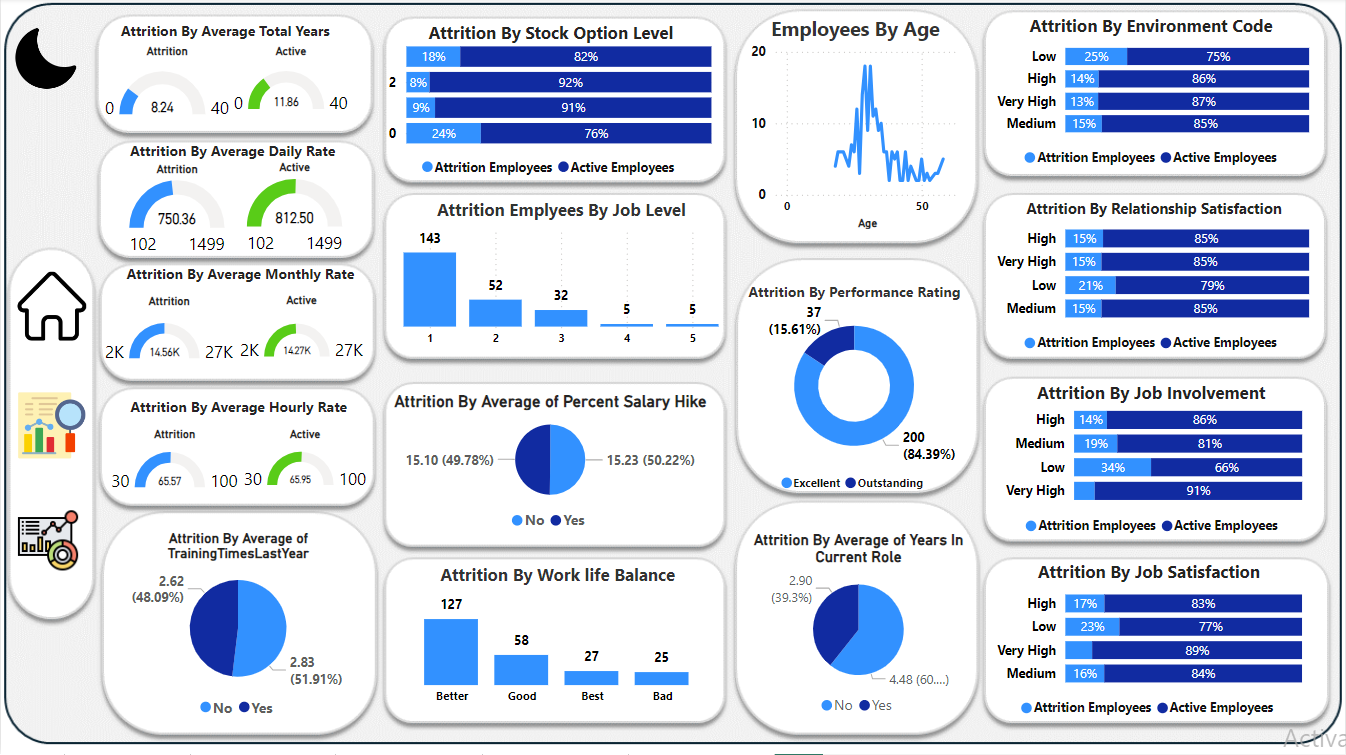 Attrition By Average Total Years
Attrition Active
8.24 11.86
0 40 0 40
Attrition By Average Daily Rate
Attrition Active
750.36 812.50
102 1499 102 1499
Attrition By Average Monthly Rate
Attrition Active
14.56K 14.27K
2K 27K 2K 27K
Attrition By Average Hourly Rate
Attrition Active
65.57 65.95
30 100 30 100
Attrition By Average of
TrainingTimesLastYear
2.62
(48.09%)
2.83
(51.91%)
No Yes
Attrition By Stock Option Level
18% 82%
2 8% 92%
9% 91%
0 24% 76%
Attrition Employees Active Employees
Attrition Emplyees By Job Level
143
52
32
5
5
1 2 3 4 5
Attrition By Average of Percent Salary Hike
15.10 (49.78%) 15.23 (50.22%)
No Yes
Attrition By Work life Balance
127
58
27
25
Better Good Best Bad
Employees By Age
20
10
0
0 50
Age
Attrition By Performance Rating
37
(15.61%)
200
(84.39%)
Excellent Outstanding
Attrition By Average of Years In
Current Role
2.90
(39.3%)
4.48 (60....)
No Yes
Attrition By Environment Code
Low 25% 75%
High 14% 86%
Very High 13% 87%
Medium 15% 85%
Attrition Employees Active Employees
Attrition By Relationship Satisfaction
High 15% 85%
Very High 15% 85%
Low 21% 79%
Medium 15% 85%
Attrition Employees Active Employees
Attrition By Job Involvement
High 14% 86%
Medium 19% 81%
Low 34% 66%
Very High 91%
Attrition Employees Active Employees
Attrition By Job Satisfaction
High 17% 83%
Low 23% 77%
Very High 89%
Medium 16% 84%
Attrition Employees Active Employees
Activa